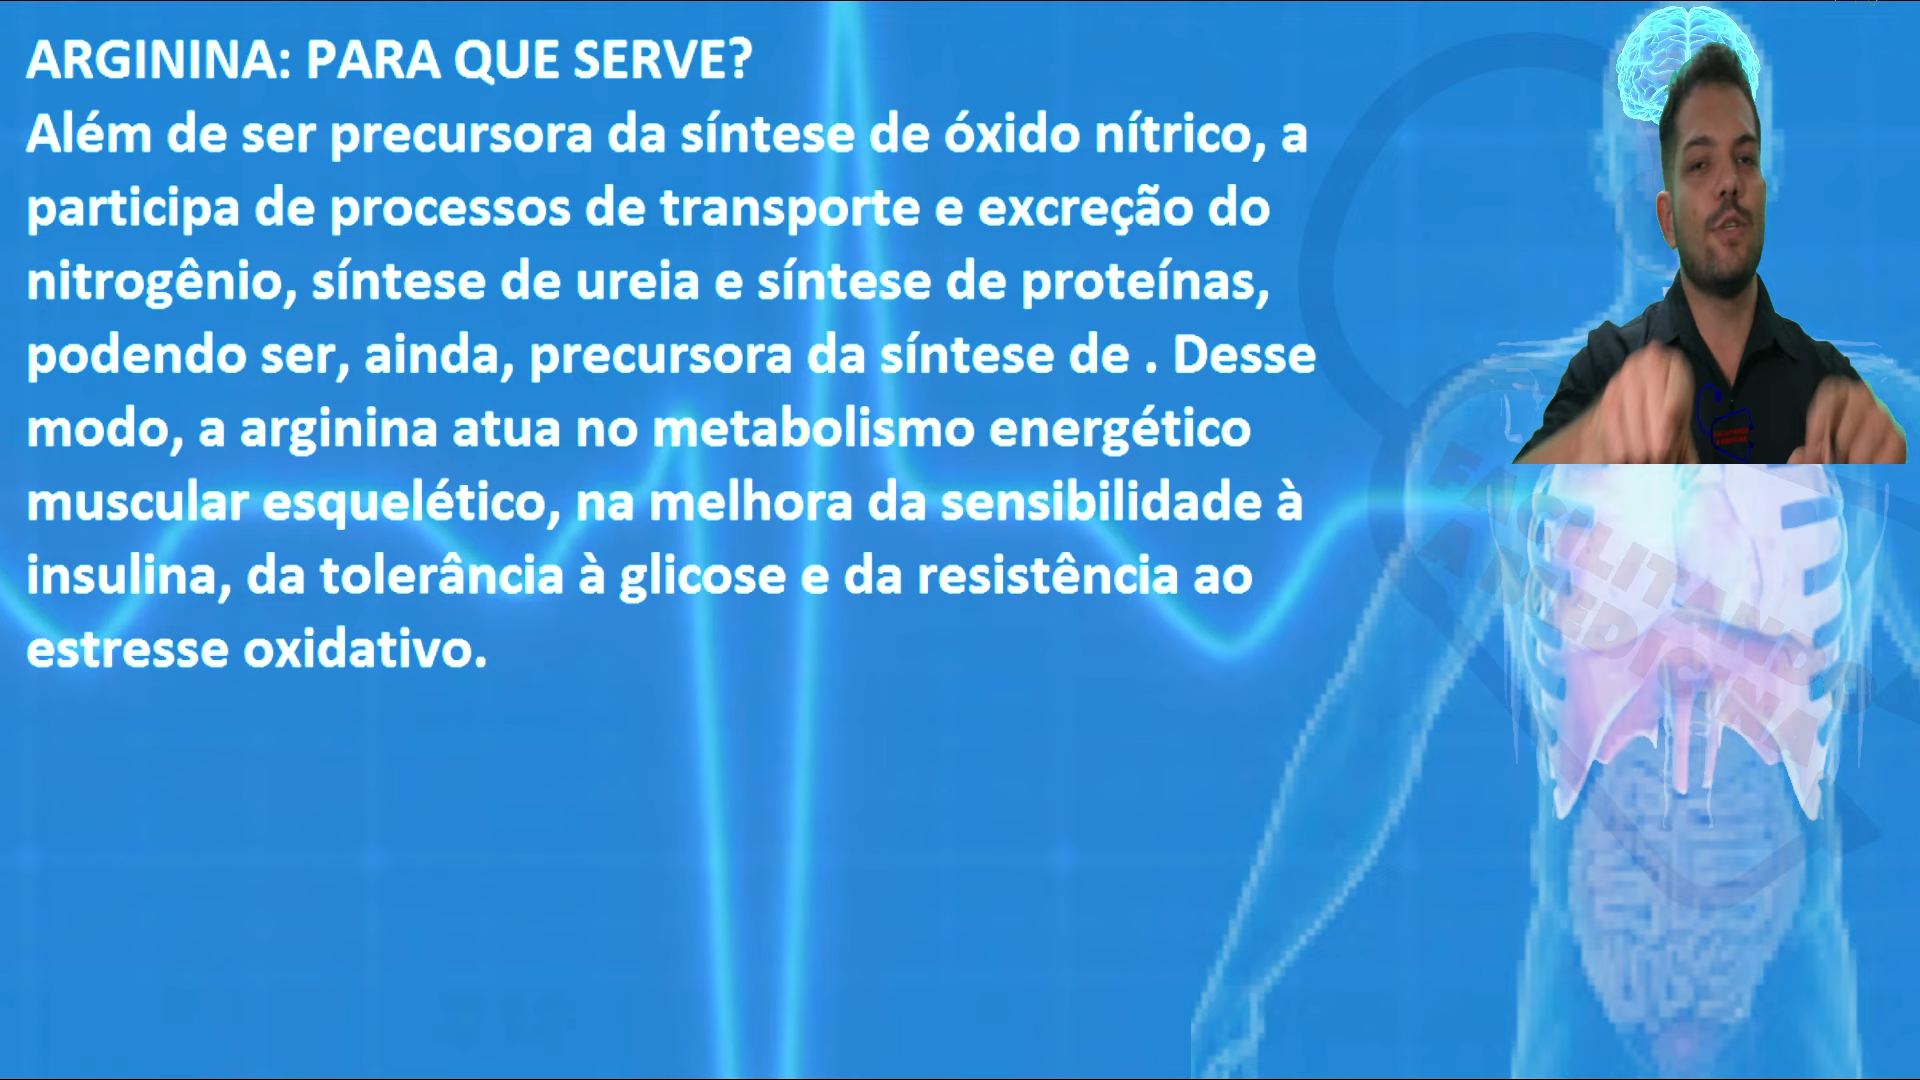 ARGININA: PARA QUE SERVE?
Além de ser precursora da síntese de óxido nítrico, a
participa de processos de transporte e excreção do
nitrogênio, síntese de ureia e síntese de proteínas,
podendo ser, ainda, precursora da síntese de . Desse
modo, a arginina atua no metabolismo energético
muscular esquelético, na melhora da sensibilidade à
insulina, da tolerância à glicose e da resistência ao
estresse oxidativo.
FACILITANDO
A MEDICINA